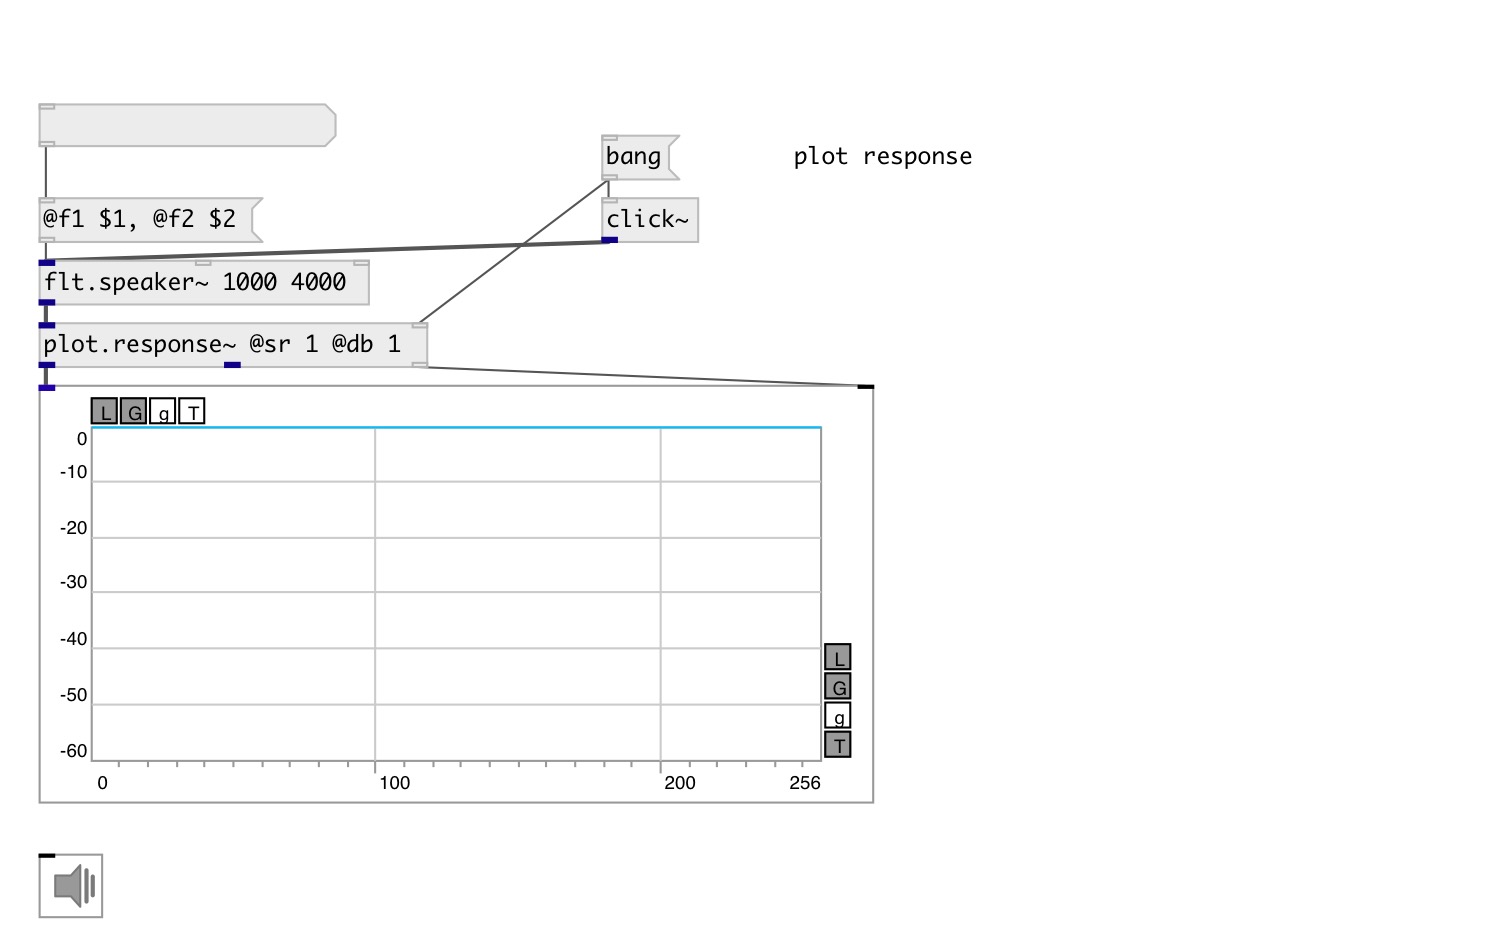 bang
plot response
@f1 $1, @f2 $2
click~
flt.speaker~ 1000 4000
plot.response~ @sr 1 @db 1
L G g T
0
-10
-20
-30
-40
-50
-60
L
G
g
T
0 100 200 256